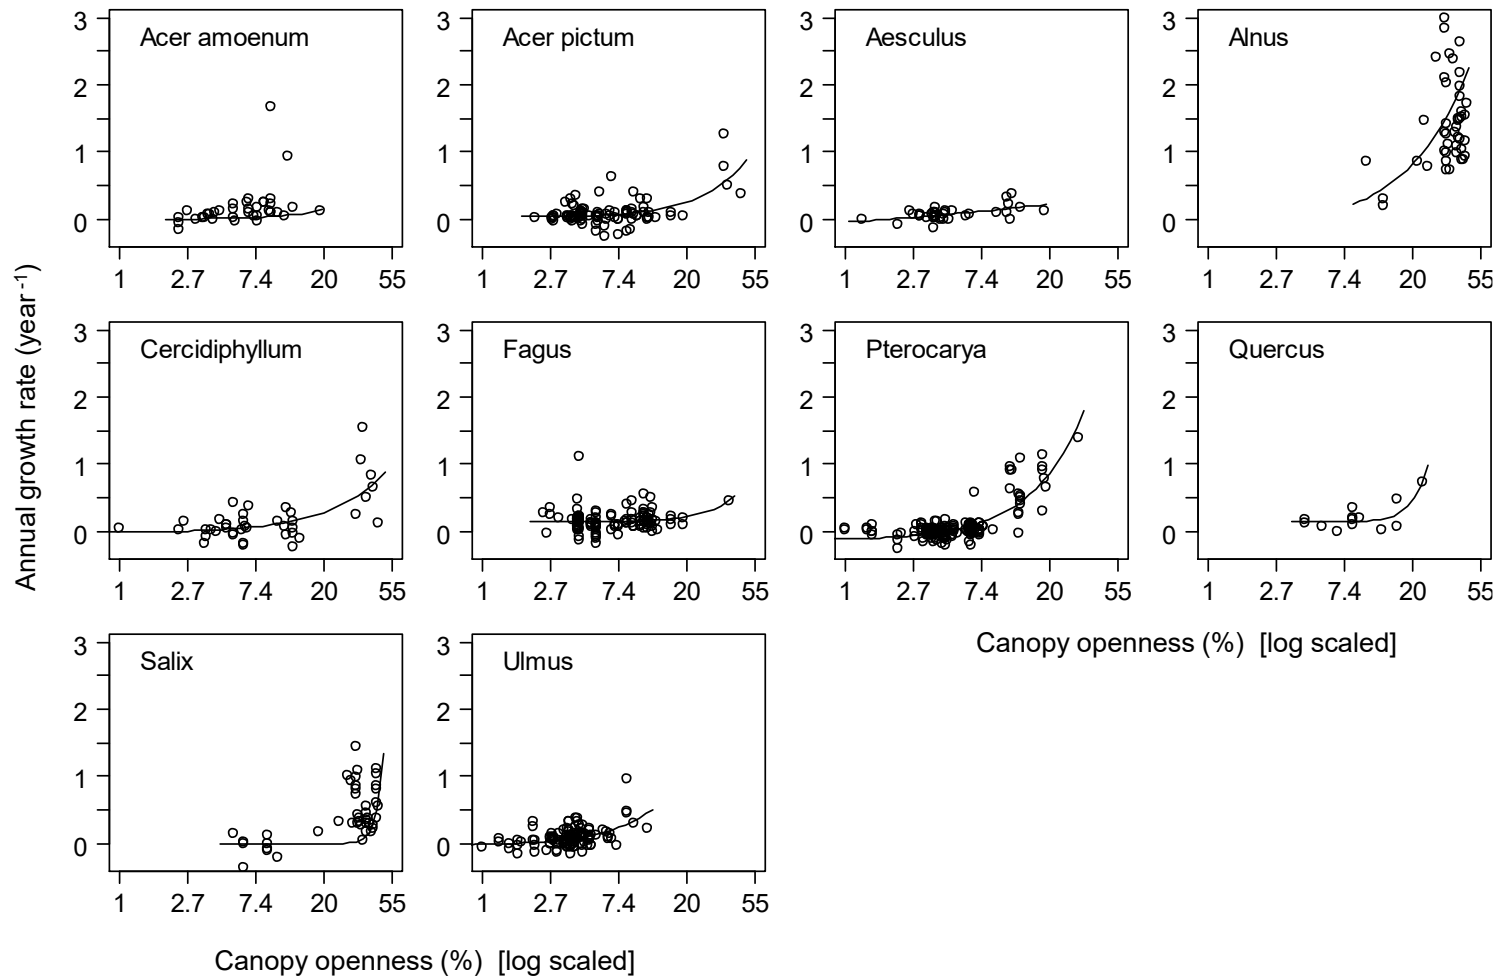 Acer amoenum
3
2
1
0
1 2.7 7.4 20 55
Acer pictum
3
2
1
0
1 2.7 7.4 20 55
Aesculus
3
2
1
0
1 2.7 7.4 20 55
Alnus
3
2
1
0
1 2.7 7.4 20 55
Annual growth rate (year⁻¹)
Cercidiphyllum
3
2
1
0
1 2.7 7.4 20 55
Fagus
3
2
1
0
1 2.7 7.4 20 55
Pterocarya
3
2
1
0
1 2.7 7.4 20 55
Quercus
3
2
1
0
1 2.7 7.4 20 55
Canopy openness (%) [log scaled]
Salix
3
2
1
0
1 2.7 7.4 20 55
Ulmus
3
2
1
0
1 2.7 7.4 20 55
Canopy openness (%) [log scaled]